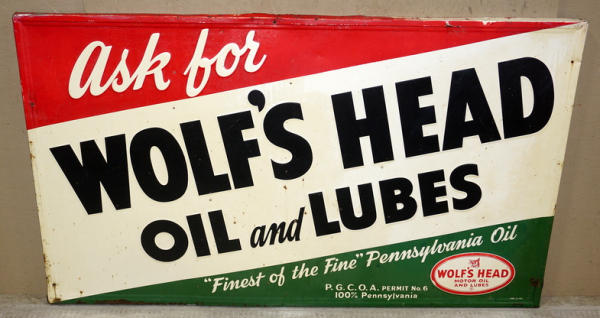 Ask for
WOLF'S HEAD
OIL and LUBES
"Finest of the Fine" Pennsylvania Oil
P.G.C.O.A. PERMIT No. 6
100% Pennsylvania
WOLF'S HEAD
MOTOR OIL
AND LUBES